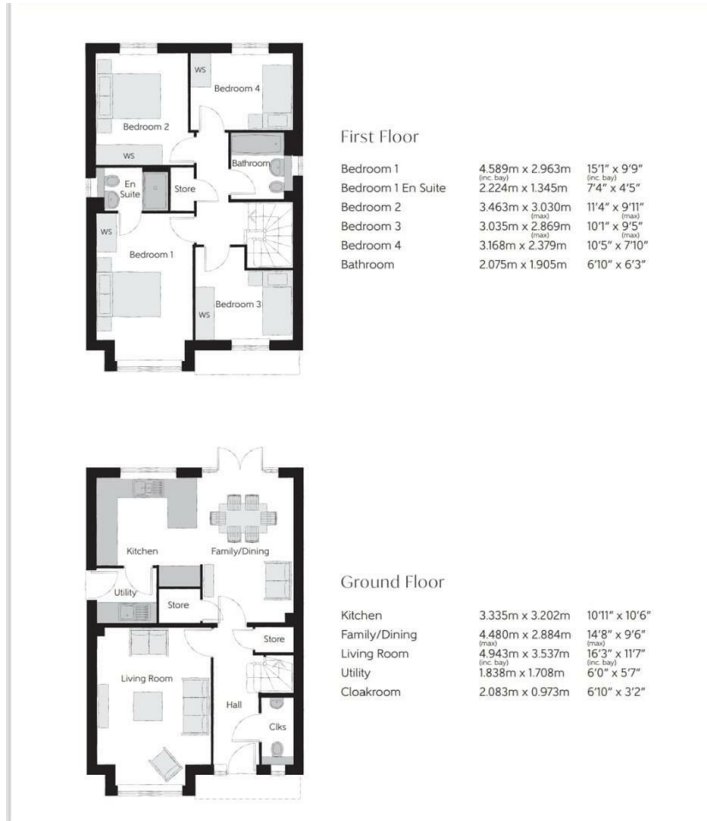 WS
Bedroom 4
Bedroom 2
WS
Bathroom
En
Suite
Store
WS
Bedroom 1
Bedroom 3
WS
First Floor
Bedroom 1 4.589m x 2.963m 15'1" x 9'9"
(inc. bay) (inc. bay)
Bedroom 1 En Suite 2.224m x 1.345m 7'4" x 4'5"
Bedroom 2 3.463m x 3.030m 11'4" x 9'11"
(max) (max)
Bedroom 3 3.035m x 2.869m 10'1" x 9'5"
(max) (max)
Bedroom 4 3.168m x 2.379m 10'5" x 7'10"
Bathroom 2.075m x 1.905m 6'10" x 6'3"
Kitchen
Family/Dining
Utility
Store
Store
Living Room
Hall
Clks
Ground Floor
Kitchen 3.335m x 3.202m 10'11" x 10'6"
Family/Dining 4.480m x 2.884m 14'8" x 9'6"
(max) (max)
Living Room 4.943m x 3.537m 16'3" x 11'7"
(inc. bay) (inc. bay)
Utility 1.838m x 1.708m 6'0" x 5'7"
Cloakroom 2.083m x 0.973m 6'10" x 3'2"